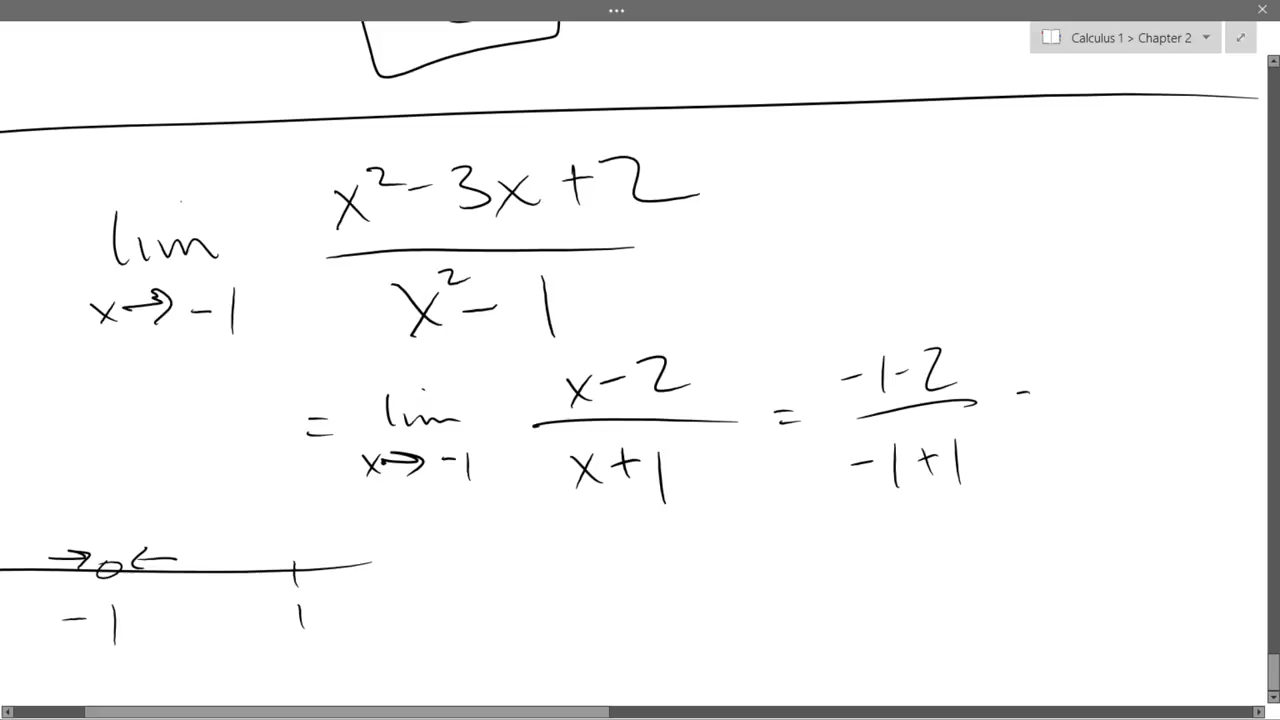 Calculus 1 > Chapter 2
lim x→-1 (x² - 3x + 2)/(x² - 1)
= lim x→-1 (x - 2)/(x + 1) = (-1 - 2)/(-1 + 1) -
-1 1